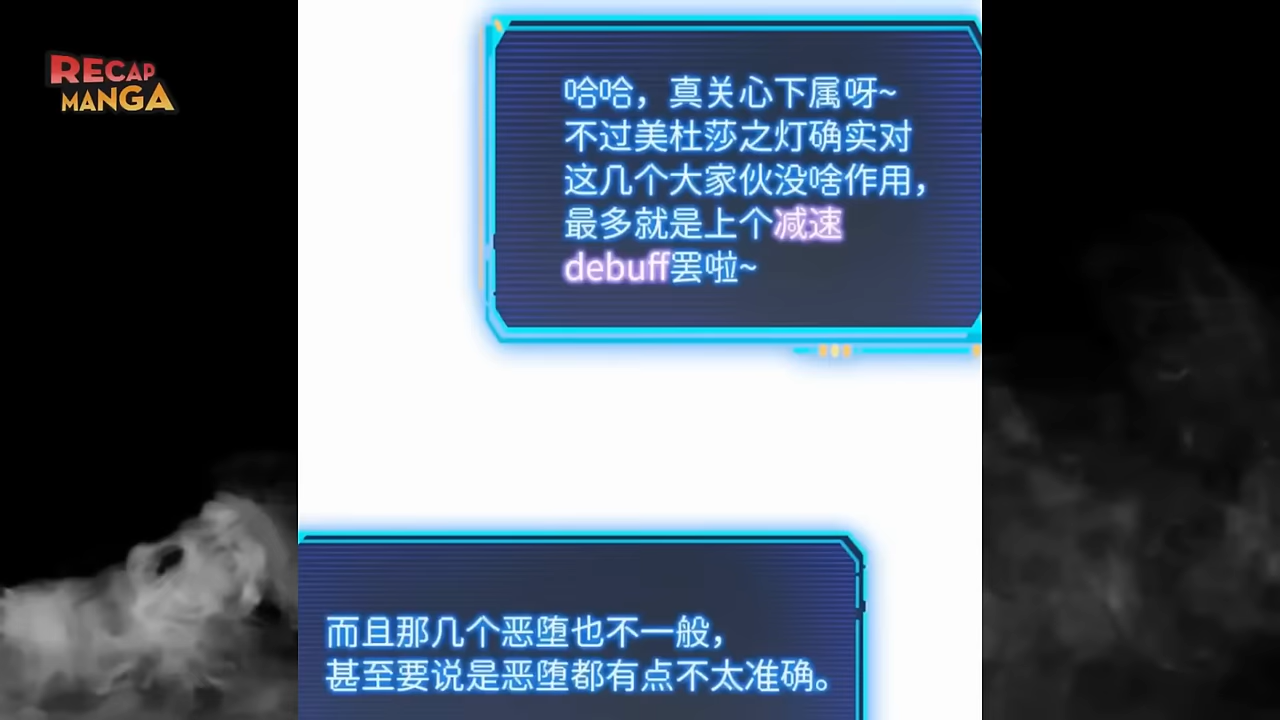 RECAP
MANGA
哈哈，真关心下属呀~
不过美杜莎之灯确实对
这几个大家伙没啥作用，
最多就是上个减速
debuff罢啦~
而且那几个恶堕也不一般，
甚至要说是恶堕都有点不太准确。